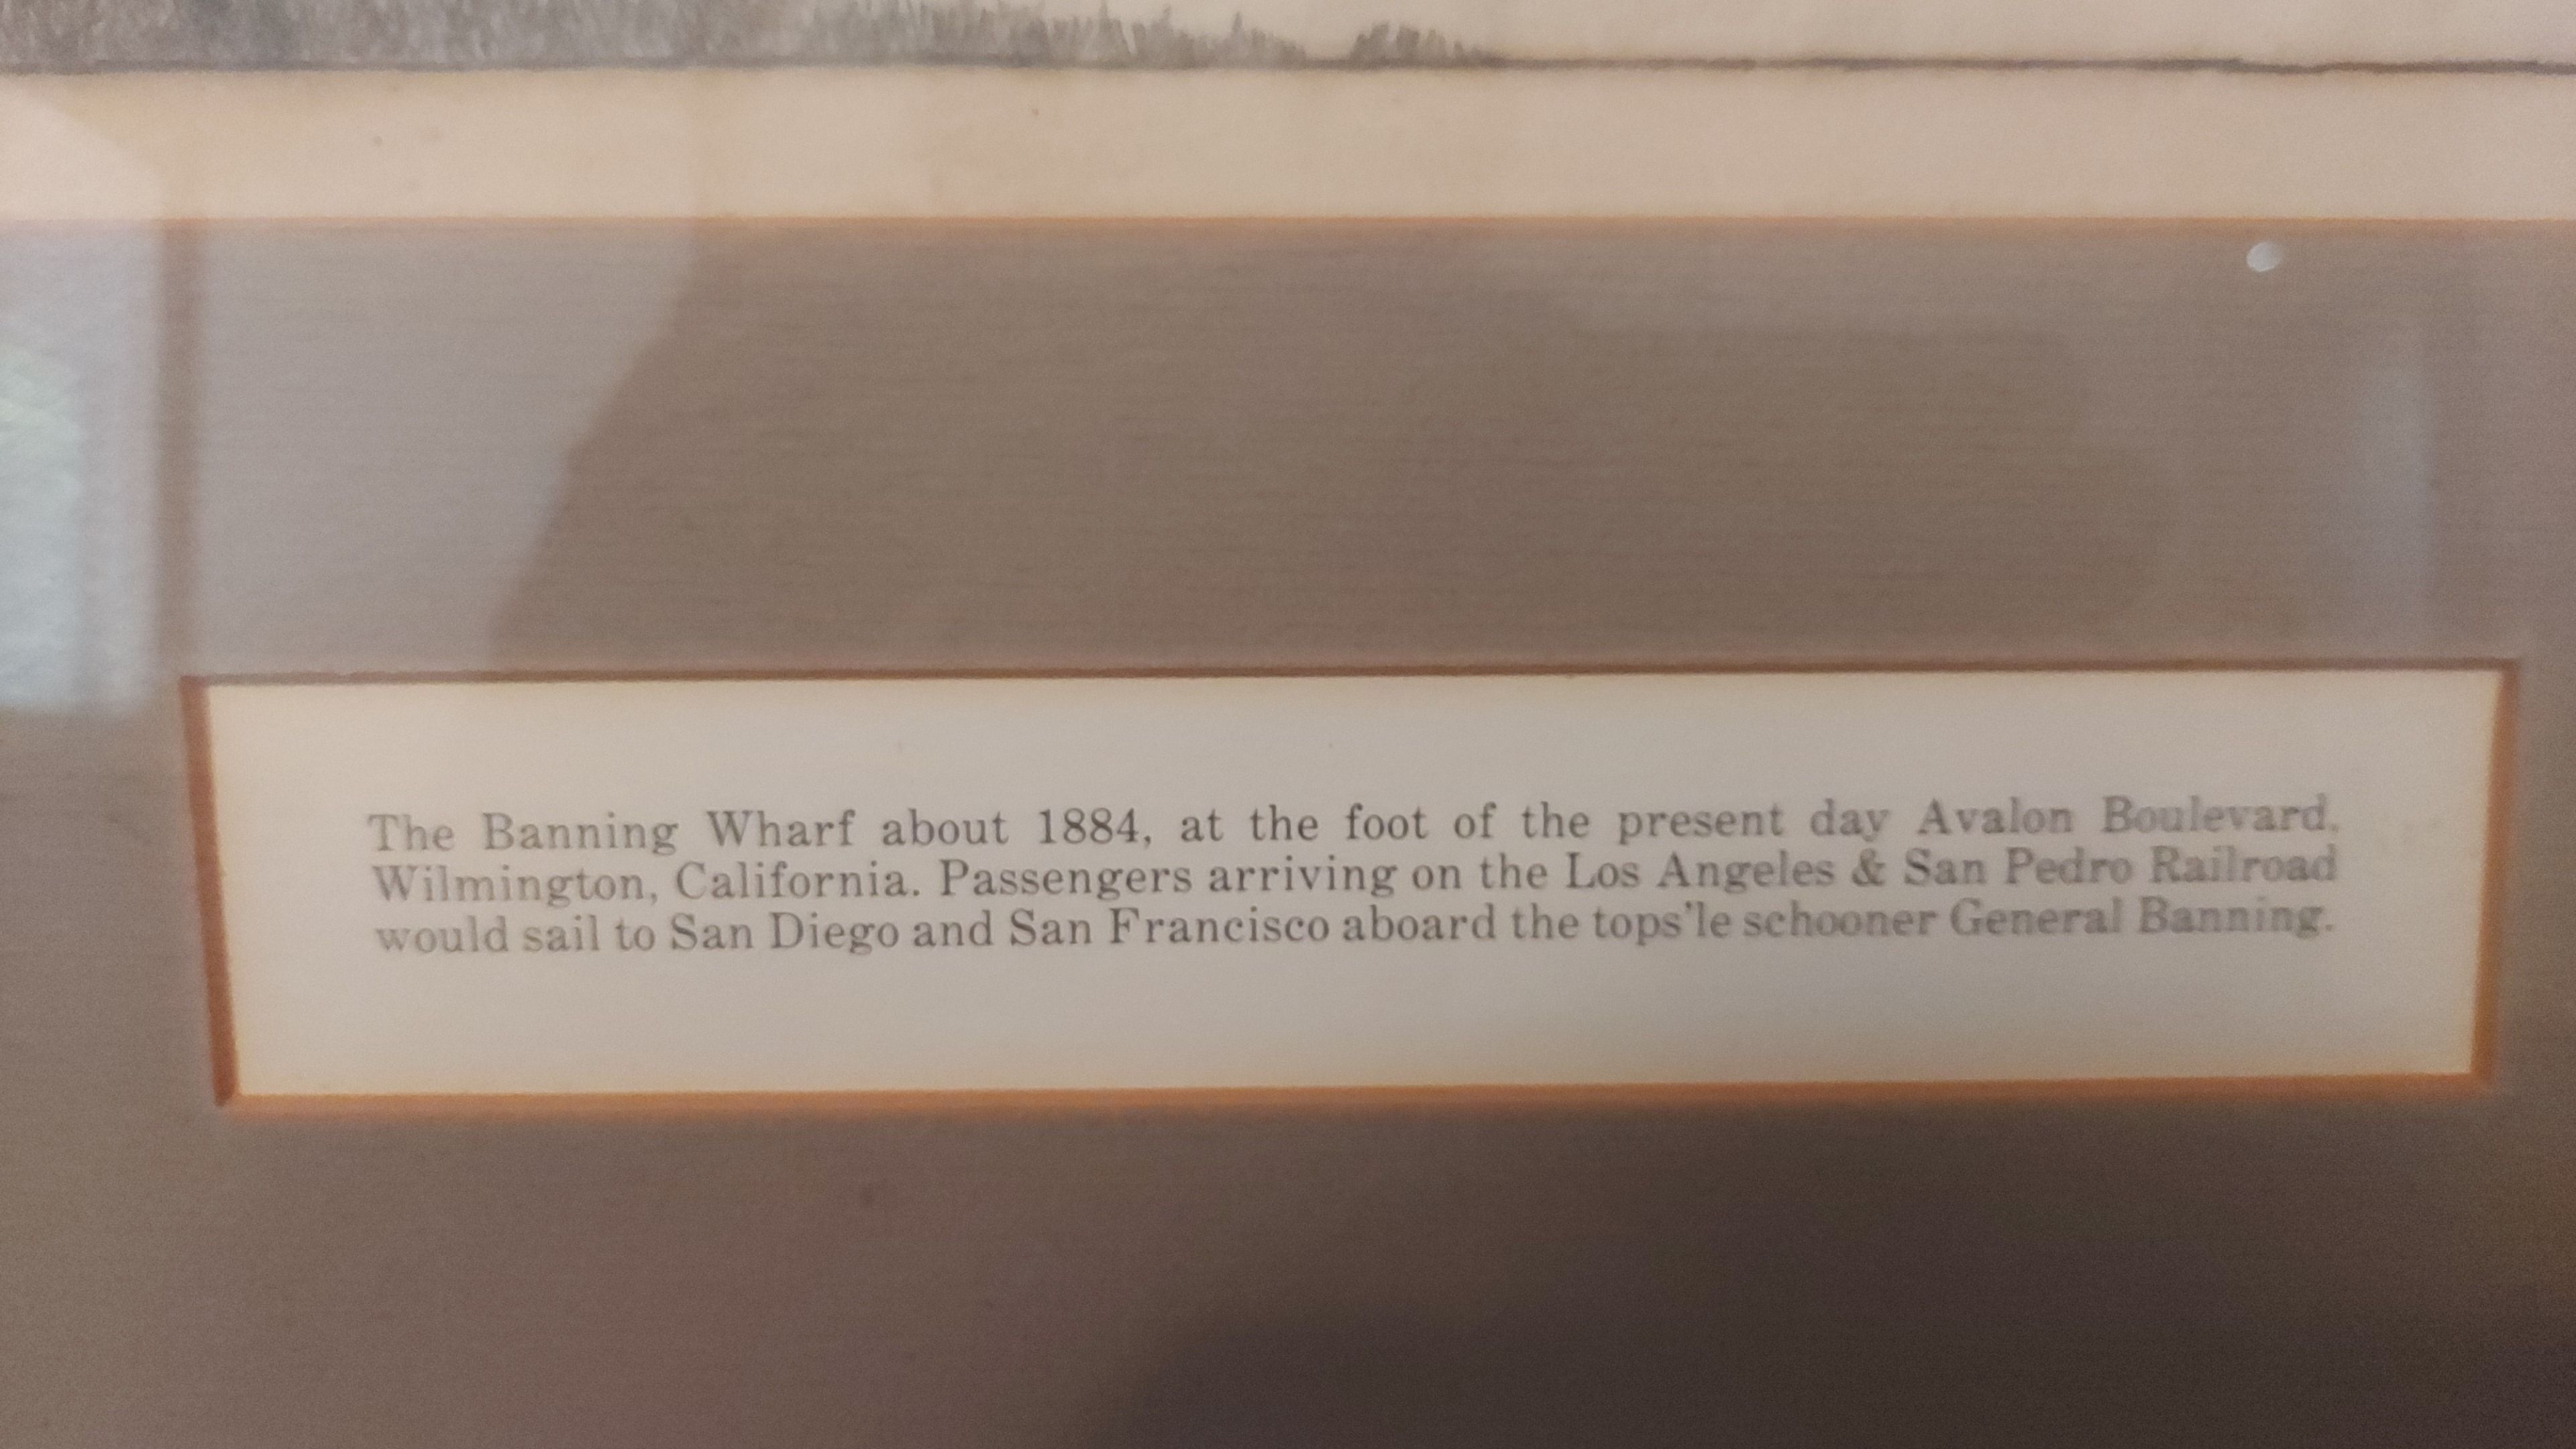 The Banning Wharf about 1884, at the foot of the present day Avalon Boulevard,
Wilmington, California. Passengers arriving on the Los Angeles & San Pedro Railroad
would sail to San Diego and San Francisco aboard the tops'le schooner General Banning.